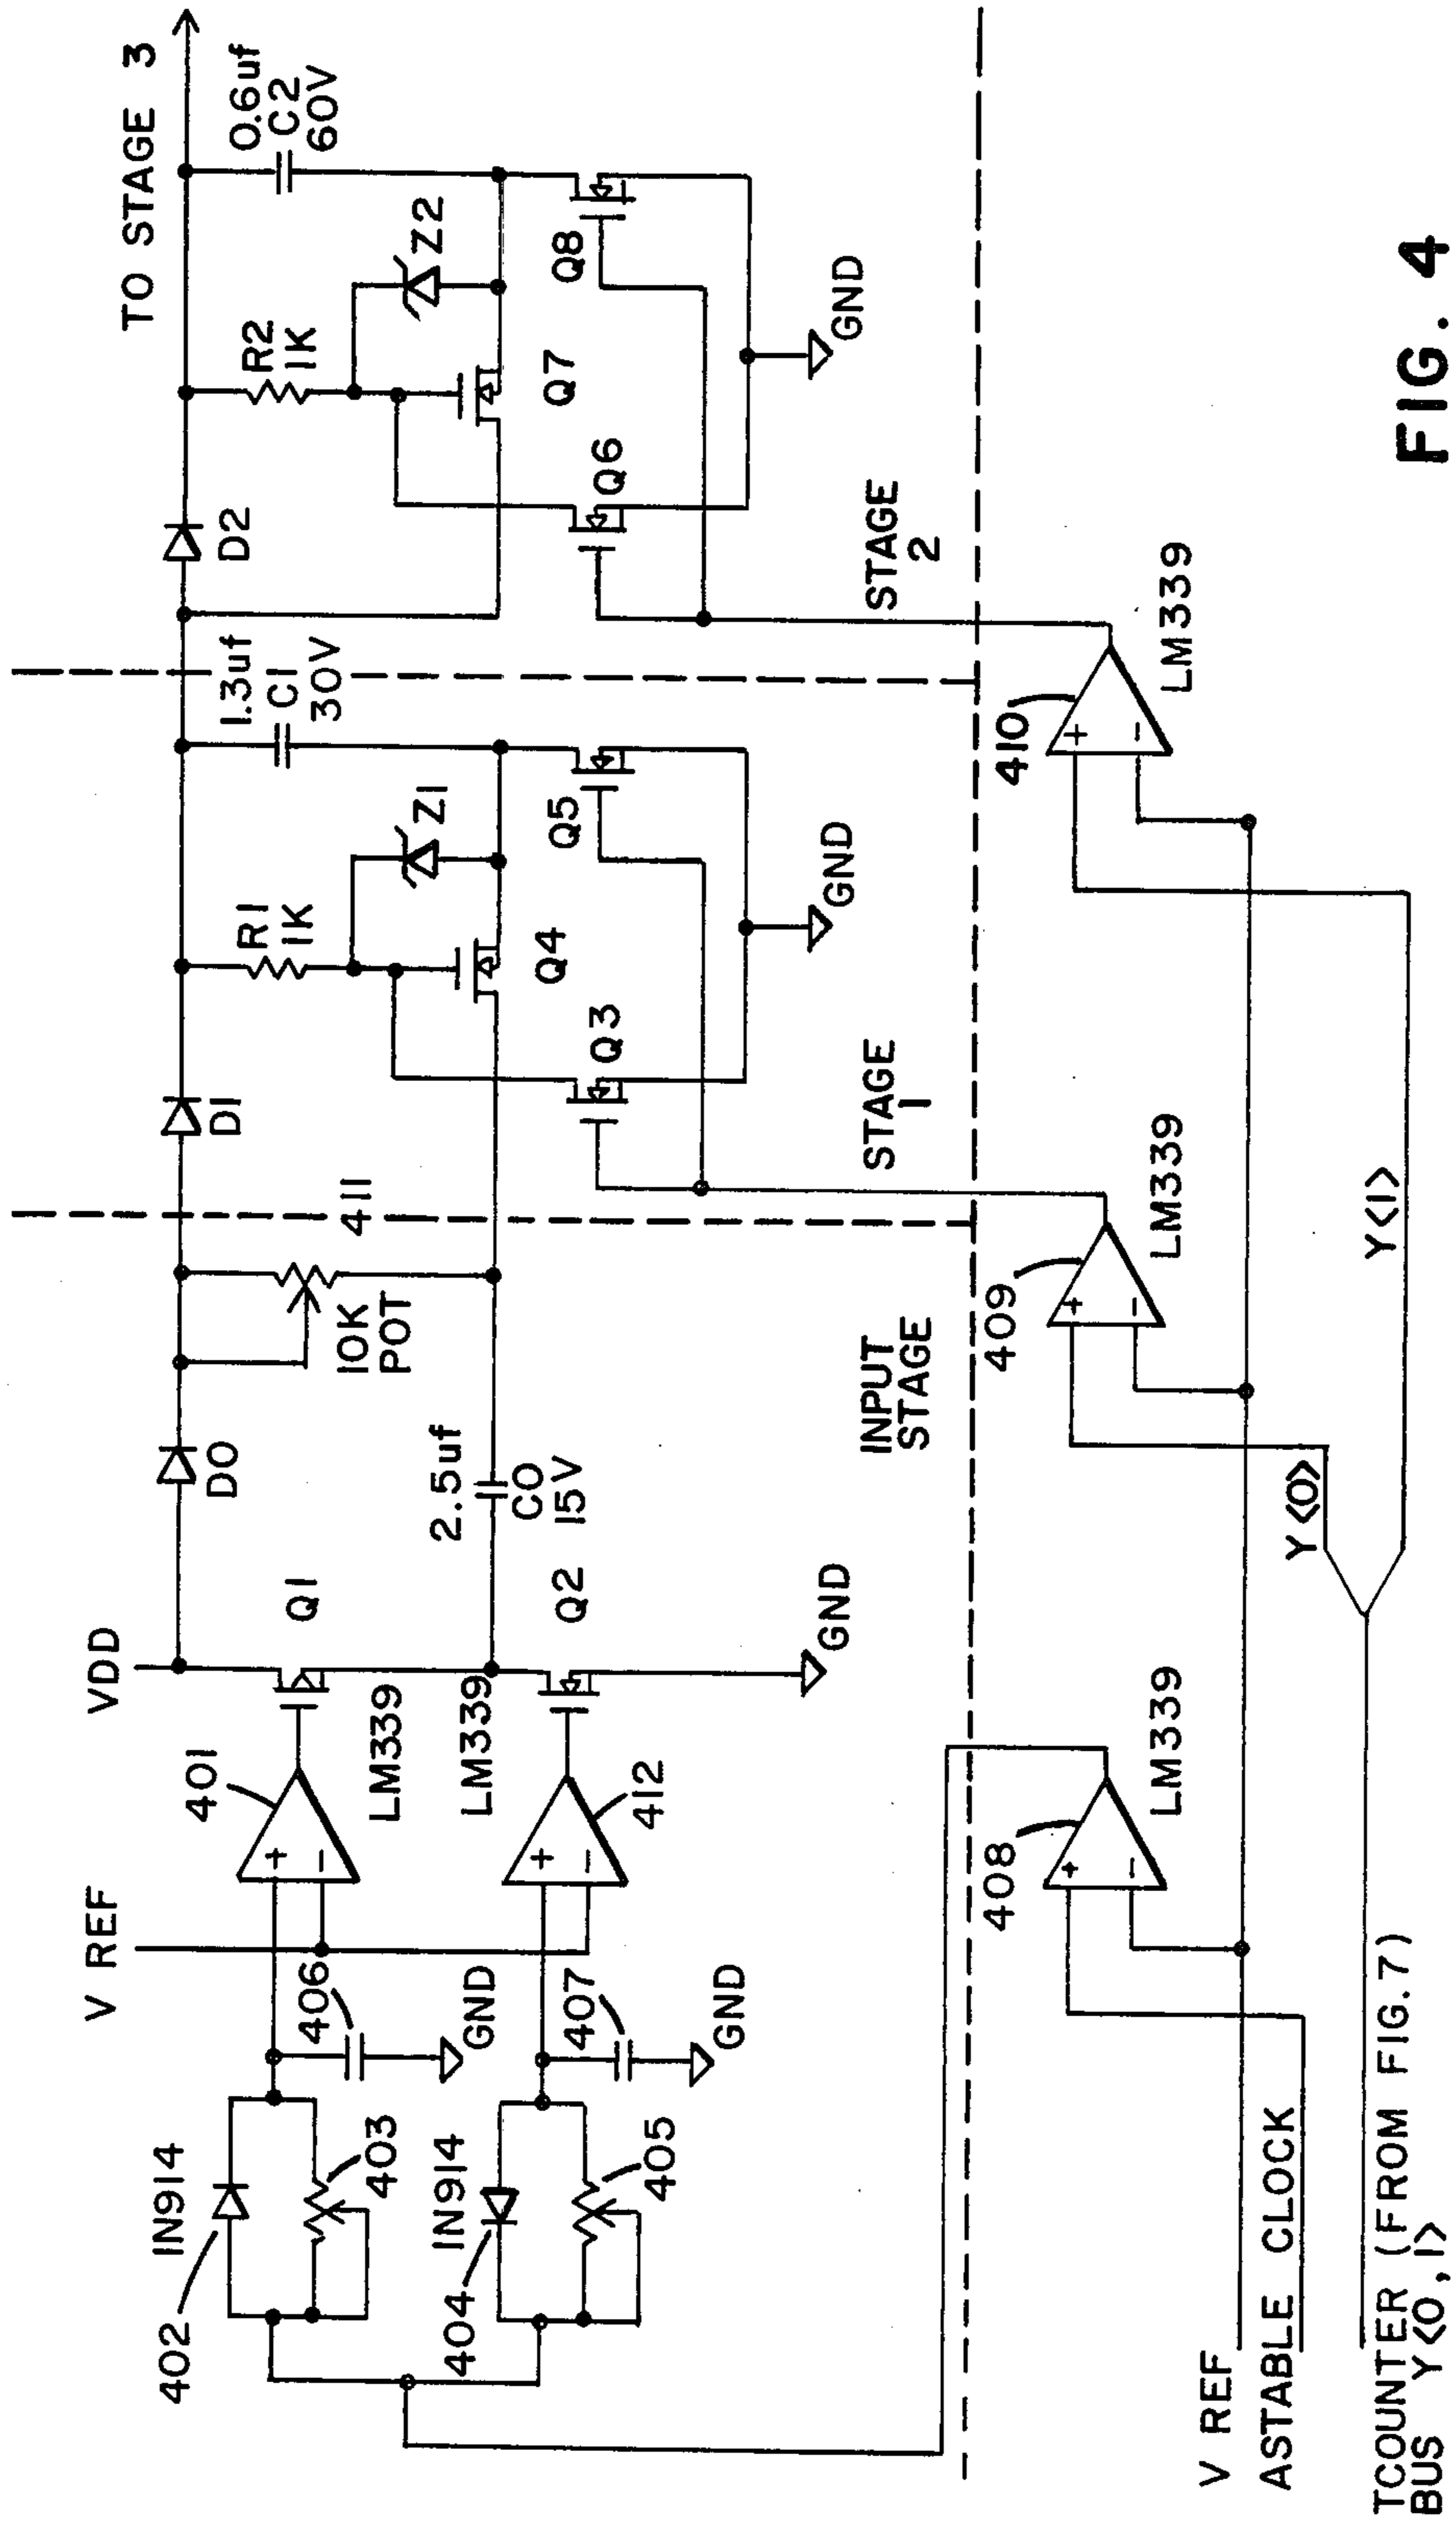 V REF
VDD
TO STAGE 3
401
Q1
D0
D1
D2
IN914
402
403
406
GND
LM339
10K
POT
411
R1
1K
Z1
1.3uf
C1
30V
R2
1K
Z2
0.6uf
C2
60V
LM339
2.5uf
C0
15V
Q4
Q7
IN914
404
405
407
GND
412
Q2
GND
Q3
Q5
GND
Q6
Q8
GND
INPUT
STAGE
STAGE
1
STAGE
2
408
LM339
409
LM339
410
LM339
V REF
ASTABLE CLOCK
Y<0>
Y<1>
TCOUNTER (FROM FIG.7)
BUS Y<0,1>
FIG. 4